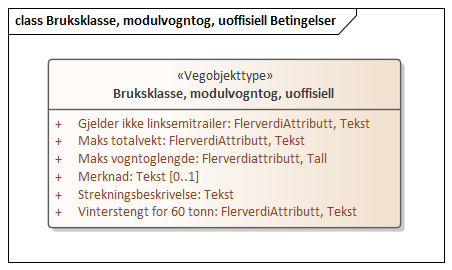 class Bruksklasse, modulvogntog, uoffisiell Betingelser
«Vegobjekttype»
Bruksklasse, modulvogntog, uoffisiell
+ Gjelder ikke linksemitrailer: FlerverdiAttributt, Tekst
+ Maks totalvekt: FlerverdiAttributt, Tekst
+ Maks vogntoglengde: Flerverdiattributt, Tall
+ Merknad: Tekst [0..1]
+ Strekningsbeskrivelse: Tekst
+ Vinterstengt for 60 tonn: FlerverdiAttributt, Tekst